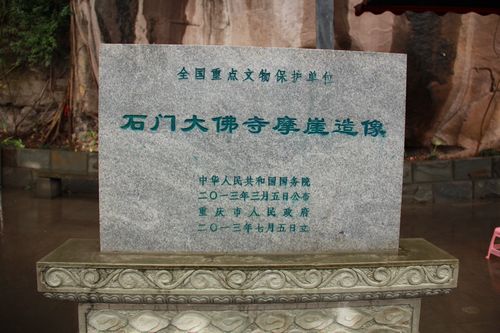 全国重点文物保护单位
石门大佛寺摩崖造像
中华人民共和国国务院
二〇一三年三月五日公布
重庆市人民政府
二〇一三年七月五日立